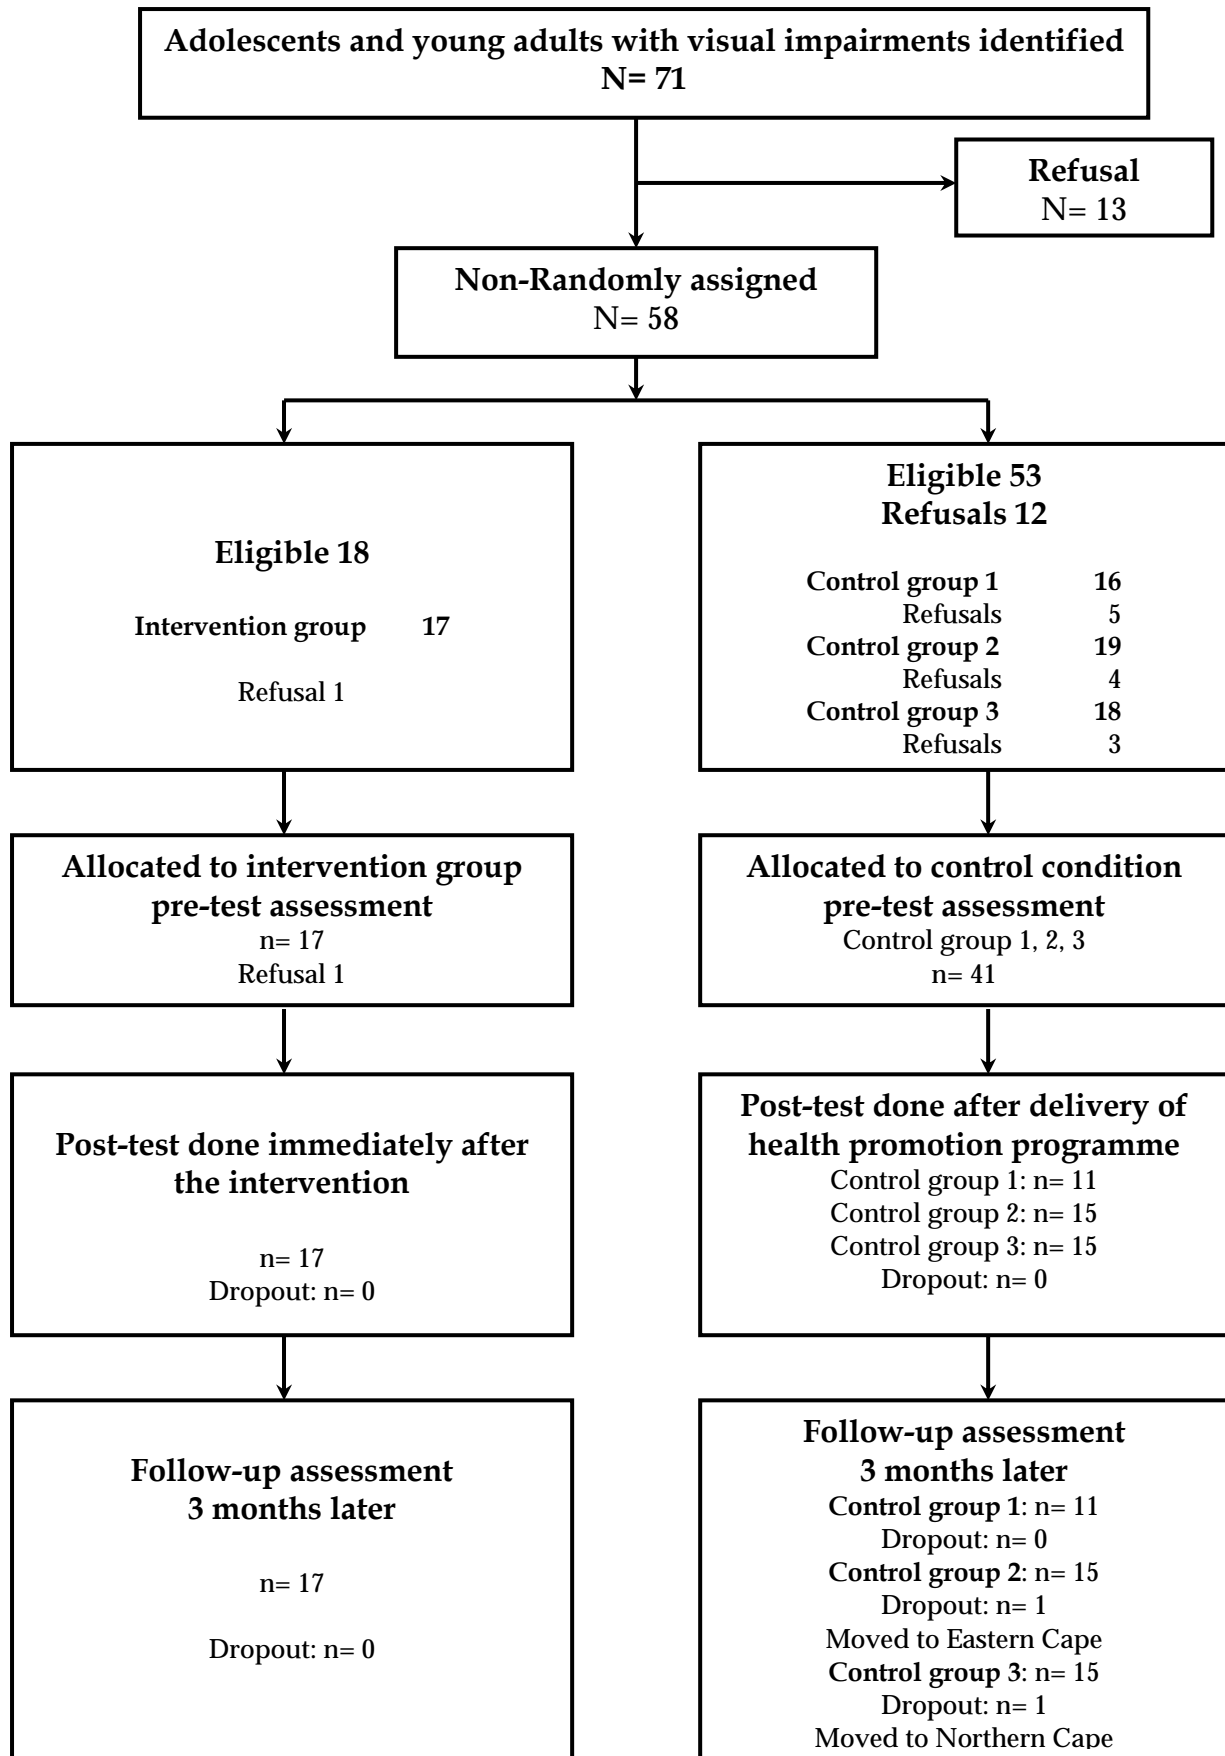 Adolescents and young adults with visual impairments identified
N= 71
Refusal
N= 13
Non-Randomly assigned
N= 58
Eligible 18
Intervention group 17
Refusal 1
Eligible 53
Refusals 12
Control group 1 16
Refusals 5
Control group 2 19
Refusals 4
Control group 3 18
Refusals 3
Allocated to intervention group
pre-test assessment
n= 17
Refusal 1
Allocated to control condition
pre-test assessment
Control group 1, 2, 3
n= 41
Post-test done immediately after
the intervention
n= 17
Dropout: n= 0
Post-test done after delivery of
health promotion programme
Control group 1: n= 11
Control group 2: n= 15
Control group 3: n= 15
Dropout: n= 0
Follow-up assessment
3 months later
n= 17
Dropout: n= 0
Follow-up assessment
3 months later
Control group 1: n= 11
Dropout: n= 0
Control group 2: n= 15
Dropout: n= 1
Moved to Eastern Cape
Control group 3: n= 15
Dropout: n= 1
Moved to Northern Cape